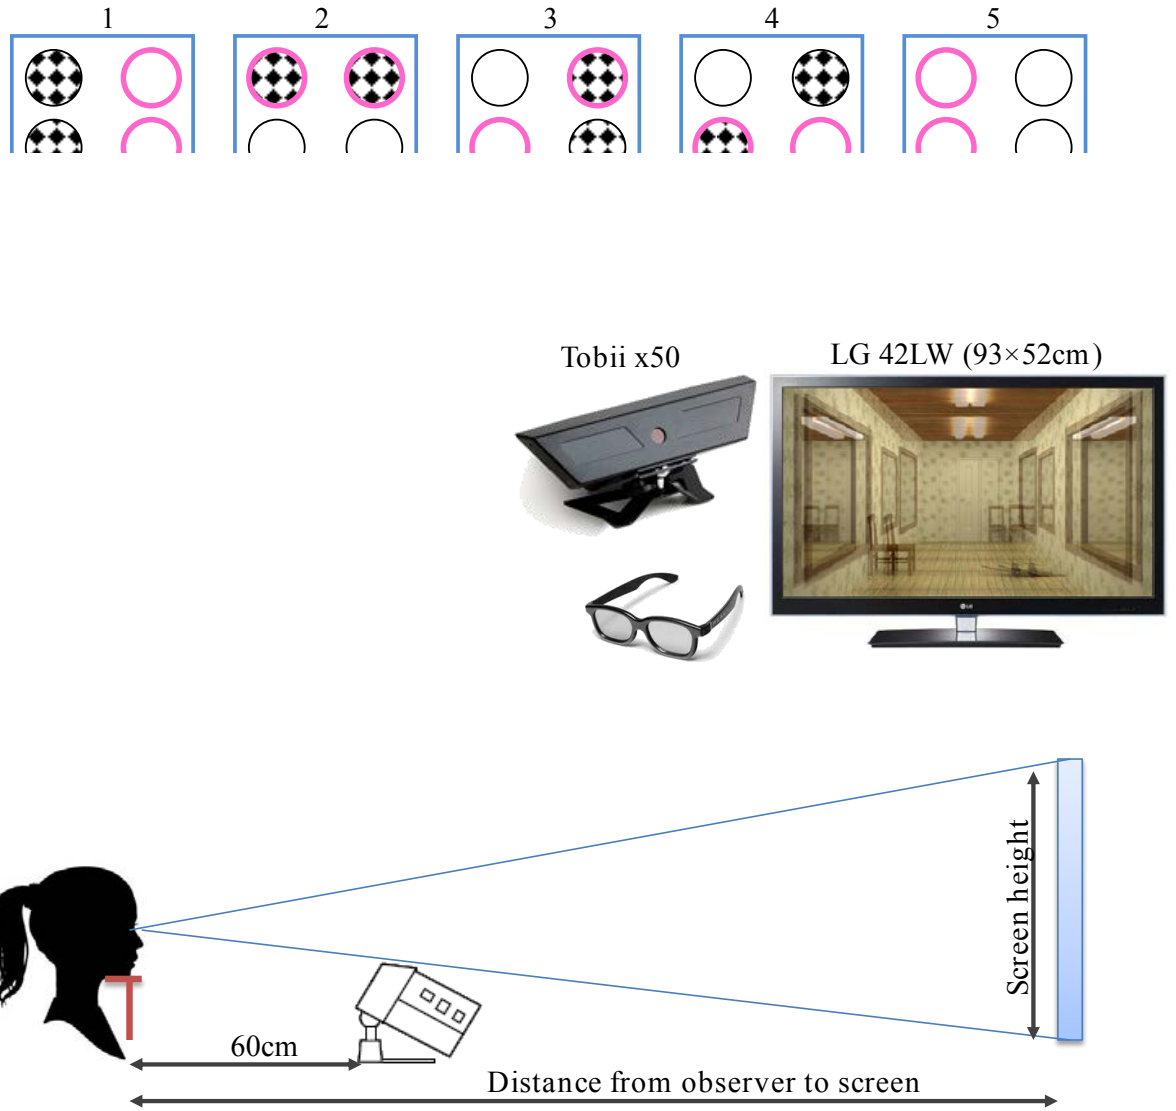 1 2 3 4 5
Tobii x50
LG 42LW (93×52cm)
LG
Screen height
60cm
Distance from observer to screen